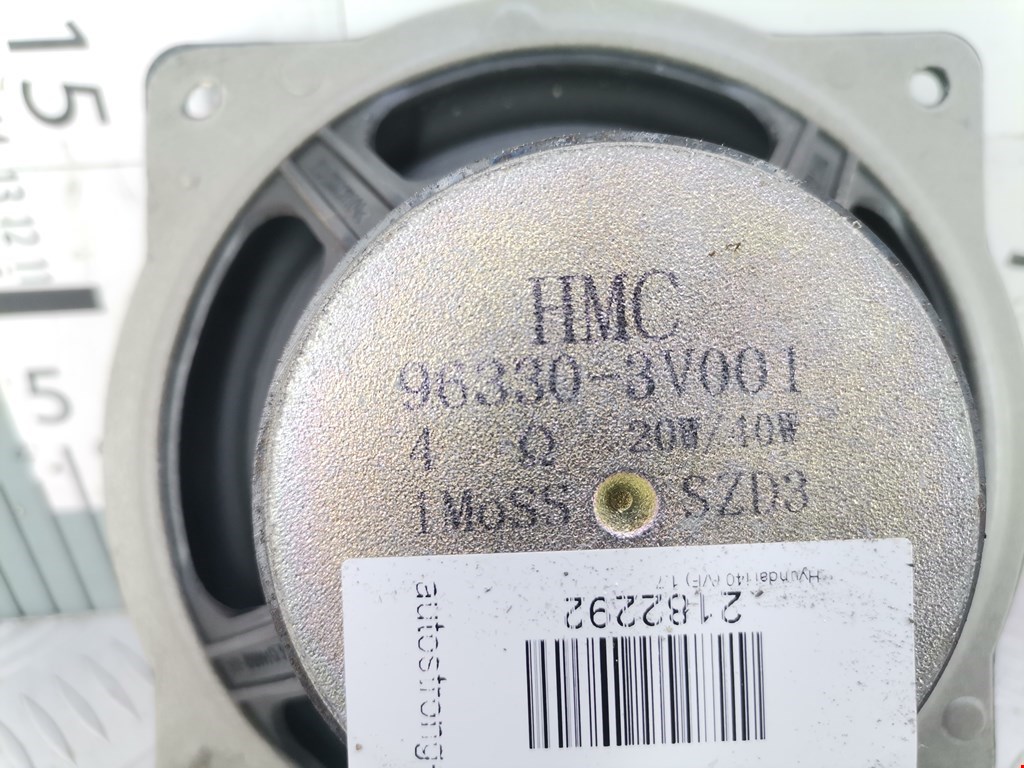 HMC
96330-3V001
4 Ω 20W/40W
1MoSS SZD3
Hyundai i40 (VF) 1.7
2182292
autostrong-
15
5